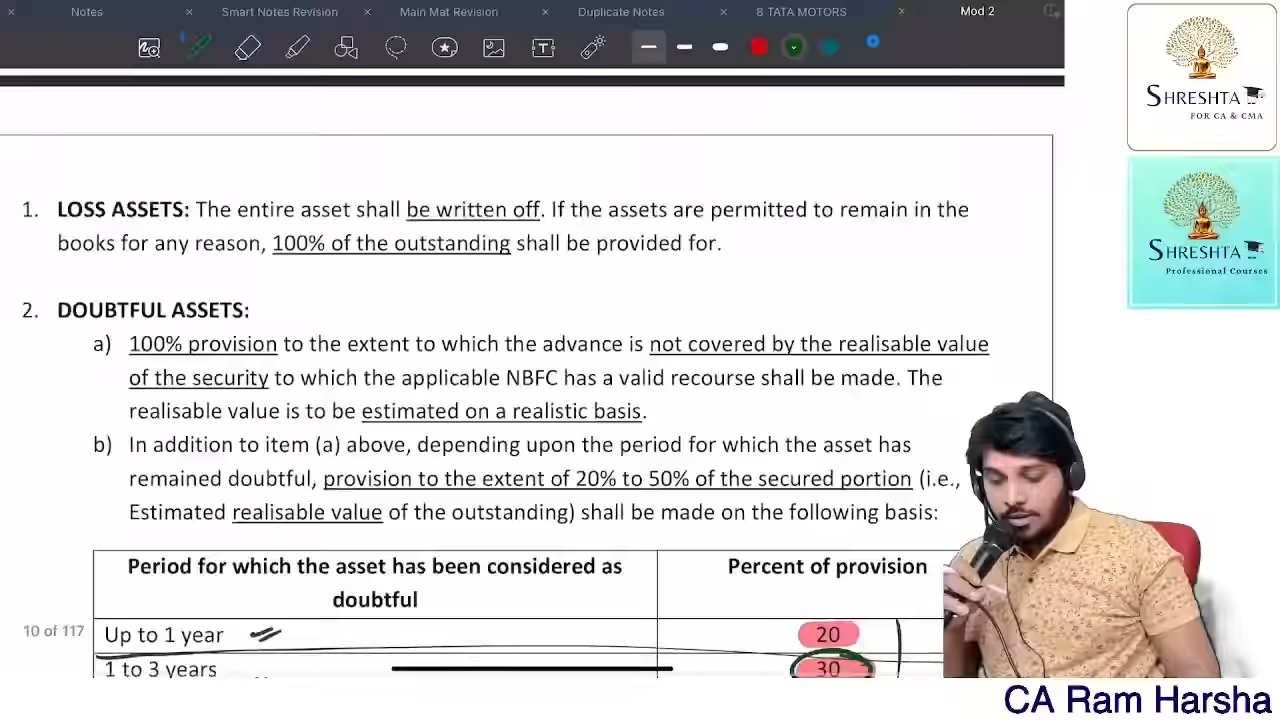 Notes
Smart Notes Revision
Main Mat Revision
Duplicate Notes
8 TATA MOTORS
Mod 2
SHRESHTA
FOR CA & CMA
SHRESHTA
Professional Courses
1. LOSS ASSETS: The entire asset shall be written off. If the assets are permitted to remain in the
books for any reason, 100% of the outstanding shall be provided for.
2. DOUBTFUL ASSETS:
a) 100% provision to the extent to which the advance is not covered by the realisable value
of the security to which the applicable NBFC has a valid recourse shall be made. The
realisable value is to be estimated on a realistic basis.
b) In addition to item (a) above, depending upon the period for which the asset has
remained doubtful, provision to the extent of 20% to 50% of the secured portion (i.e.,
Estimated realisable value of the outstanding) shall be made on the following basis:
Period for which the asset has been considered as
doubtful
Percent of provision
10 of 117
Up to 1 year 20
1 to 3 years 30
CA Ram Harsha